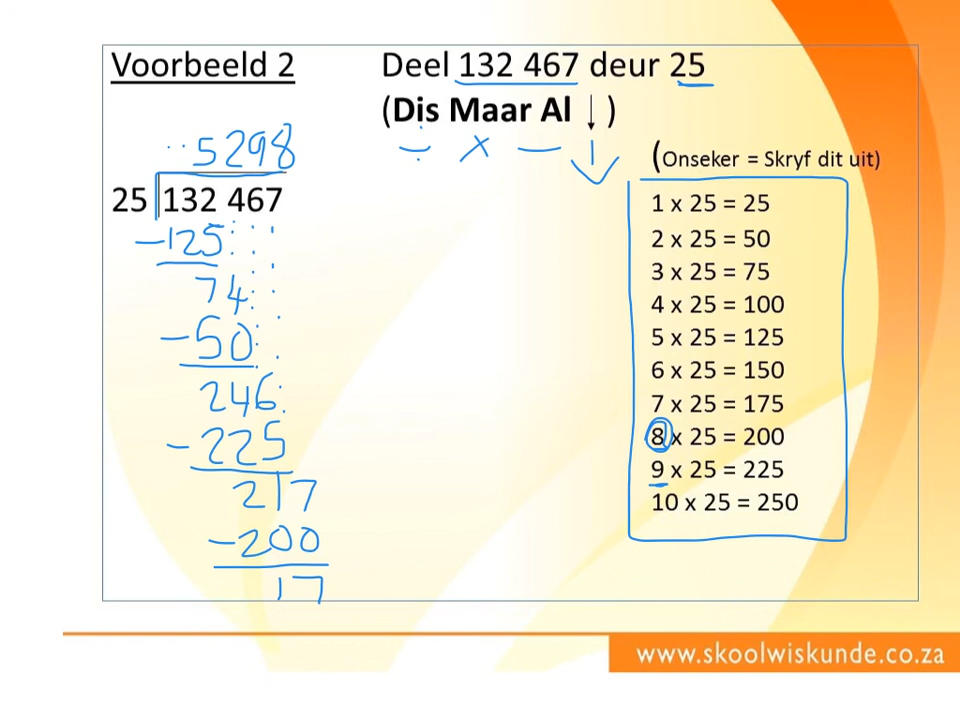 Voorbeeld 2
Deel 132 467 deur 25
(Dis Maar Al ↓ )
÷ × − ↓
(Onseker = Skryf dit uit)
5298
25 132 467
−125
74
−50
246
−225
217
−200
17
1 x 25 = 25
2 x 25 = 50
3 x 25 = 75
4 x 25 = 100
5 x 25 = 125
6 x 25 = 150
7 x 25 = 175
8 x 25 = 200
9 x 25 = 225
10 x 25 = 250
www.skoolwiskunde.co.za